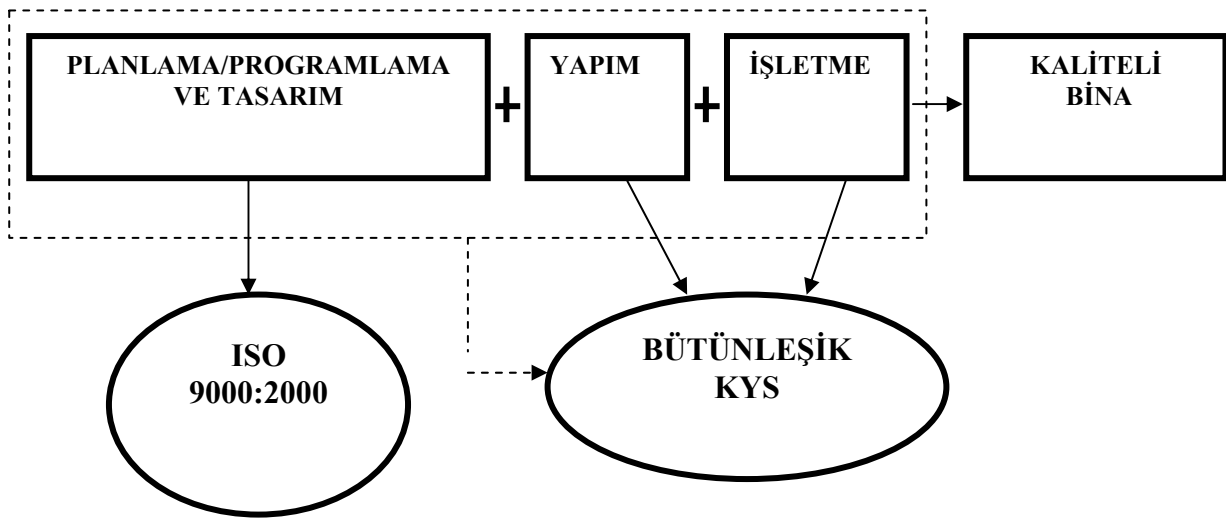 PLANLAMA/PROGRAMLAMA
VE TASARIM
+
YAPIM
+
İŞLETME
KALİTELİ
BİNA
ISO
9000:2000
BÜTÜNLEŞİK
KYS